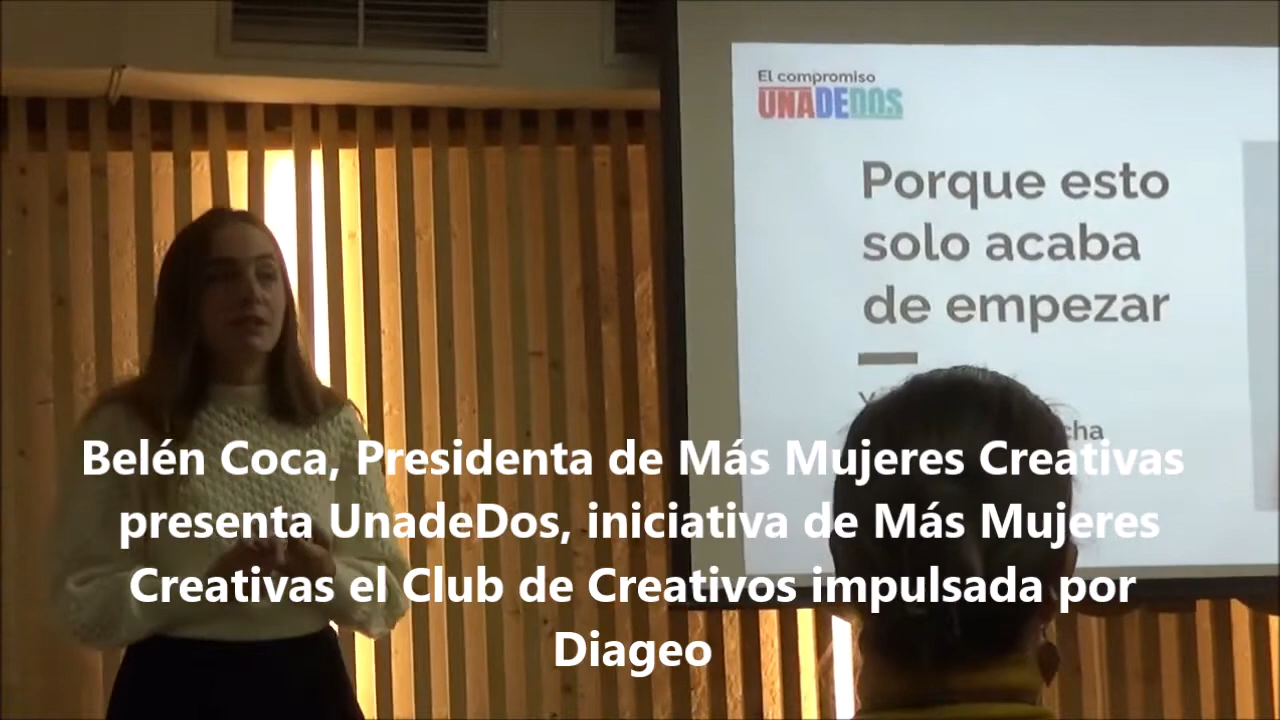 El compromiso
UNADEDOS
Porque esto
solo acaba
de empezar
Belén Coca, Presidenta de Más Mujeres Creativas
presenta UnadeDos, iniciativa de Más Mujeres
Creativas el Club de Creativos impulsada por
Diageo